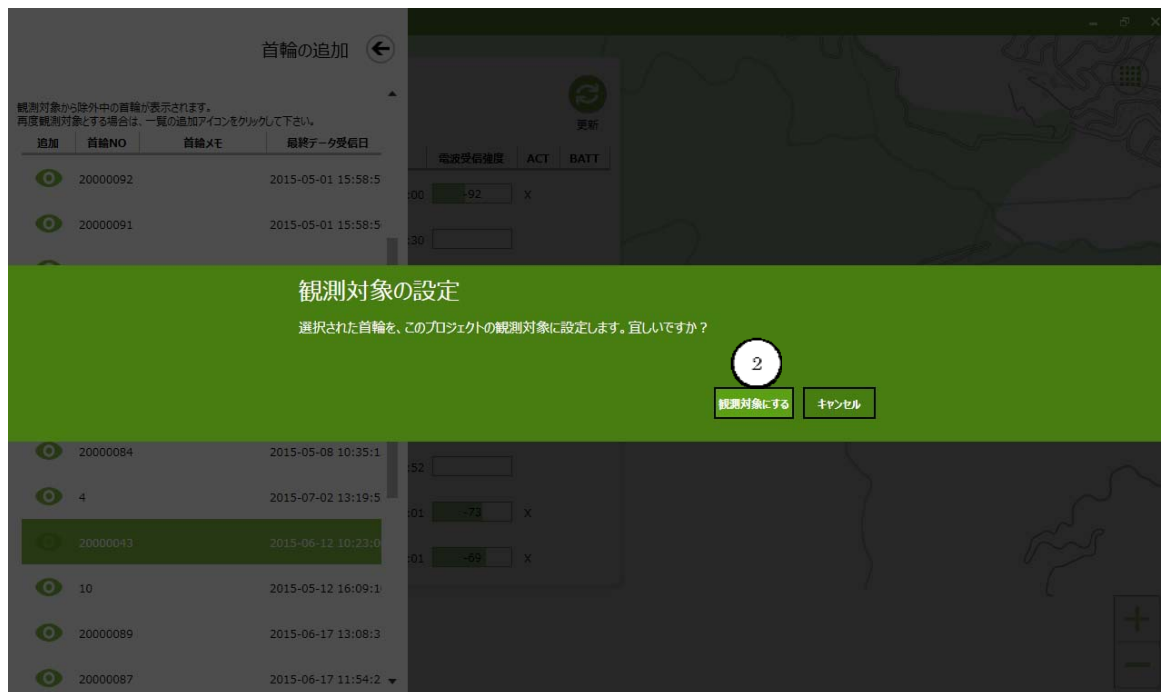 首輪の追加
観測対象から除外中の首輪が表示されます。
再度観測対象とする場合は、一覧の追加アイコンをクリックして下さい。
追加 首輪NO 首輪メモ 最終データ受信日
20000092 2015-05-01 15:58:5
20000091 2015-05-01 15:58:5
更新
電波受信強度 ACT BATT
:00 -92 X
:30
観測対象の設定
選択された首輪を、このプロジェクトの観測対象に設定します。宜しいですか？
2
観測対象にする キャンセル
20000084 2015-05-08 10:35:1
:52
4 2015-07-02 13:19:5
:01 -73 X
20000043 2015-06-12 10:23:0
:01 -69 X
10 2015-05-12 16:09:1
20000089 2015-06-17 13:08:3
20000087 2015-06-17 11:54:2